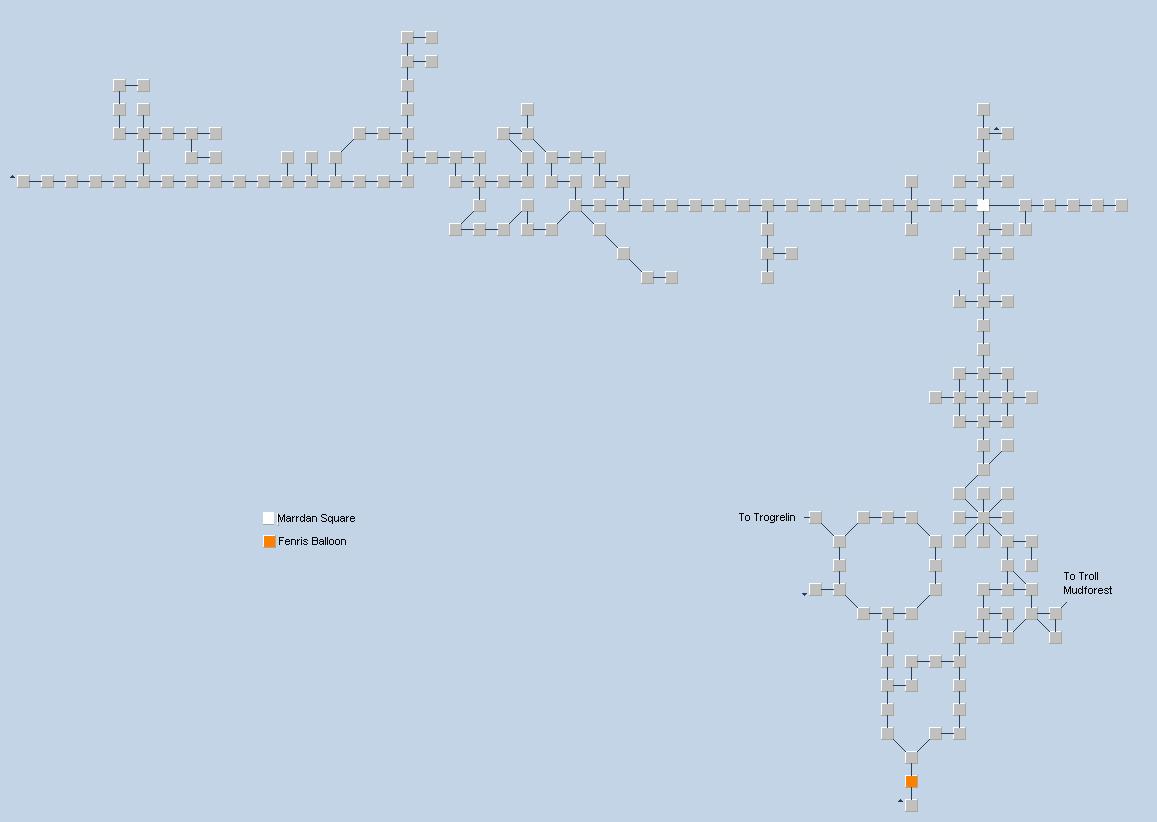 Marrdan Square
To Trogrelin
Fenris Balloon
To Troll
Mudforest